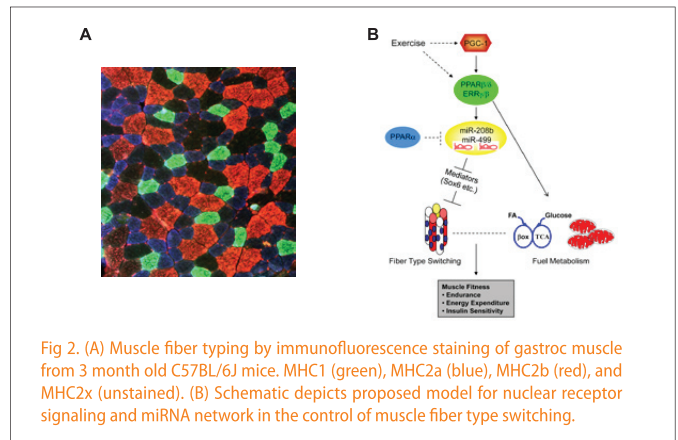 A
B
Exercise
PGC-1
PPARβ/δ
ERRγ/β
PPARα
miR-208b
miR-499
Mediators
(Sox6 etc.)
FA
Glucose
βox
TCA
Fiber Type Switching
Fuel Metabolism
Muscle Fitness
• Endurance
• Energy Expenditure
• Insulin Sensitivity
Fig 2. (A) Muscle fiber typing by immunofluorescence staining of gastroc muscle
from 3 month old C57BL/6J mice. MHC1 (green), MHC2a (blue), MHC2b (red), and
MHC2x (unstained). (B) Schematic depicts proposed model for nuclear receptor
signaling and miRNA network in the control of muscle fiber type switching.